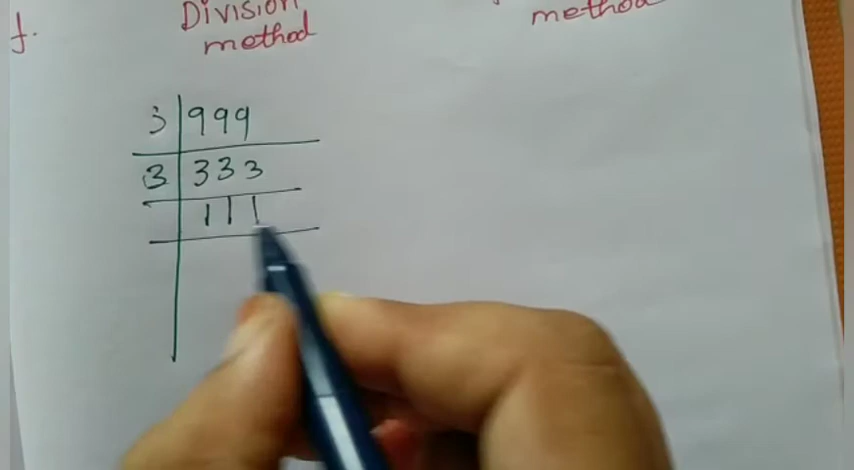 f.
Division
method
method
3 999
3 333
111